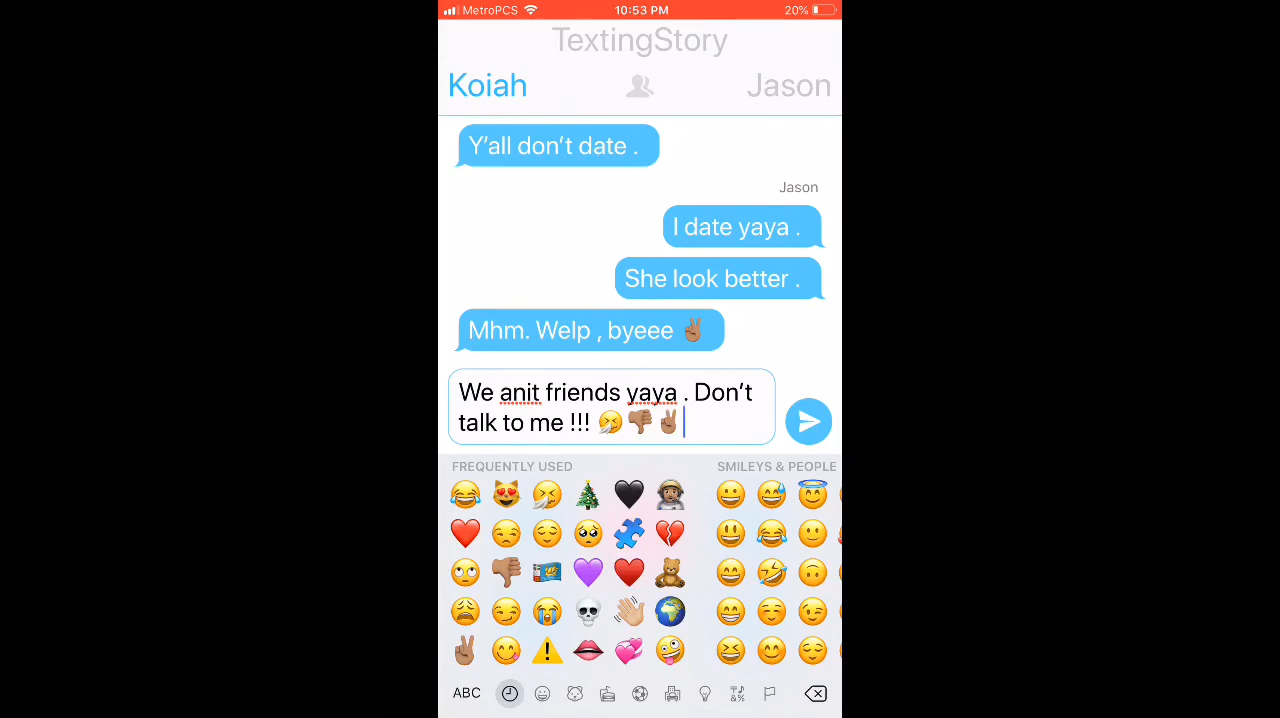 MetroPCS 10:53 PM 20%
TextingStory
Koiah Jason
Y’all don’t date .
Jason
I date yaya .
She look better .
Mhm. Welp , byeee ✌🏽
We anit friends yaya . Don’t
talk to me !!! 🤧👎🏽✌🏽
FREQUENTLY USED SMILEYS & PEOPLE
ABC